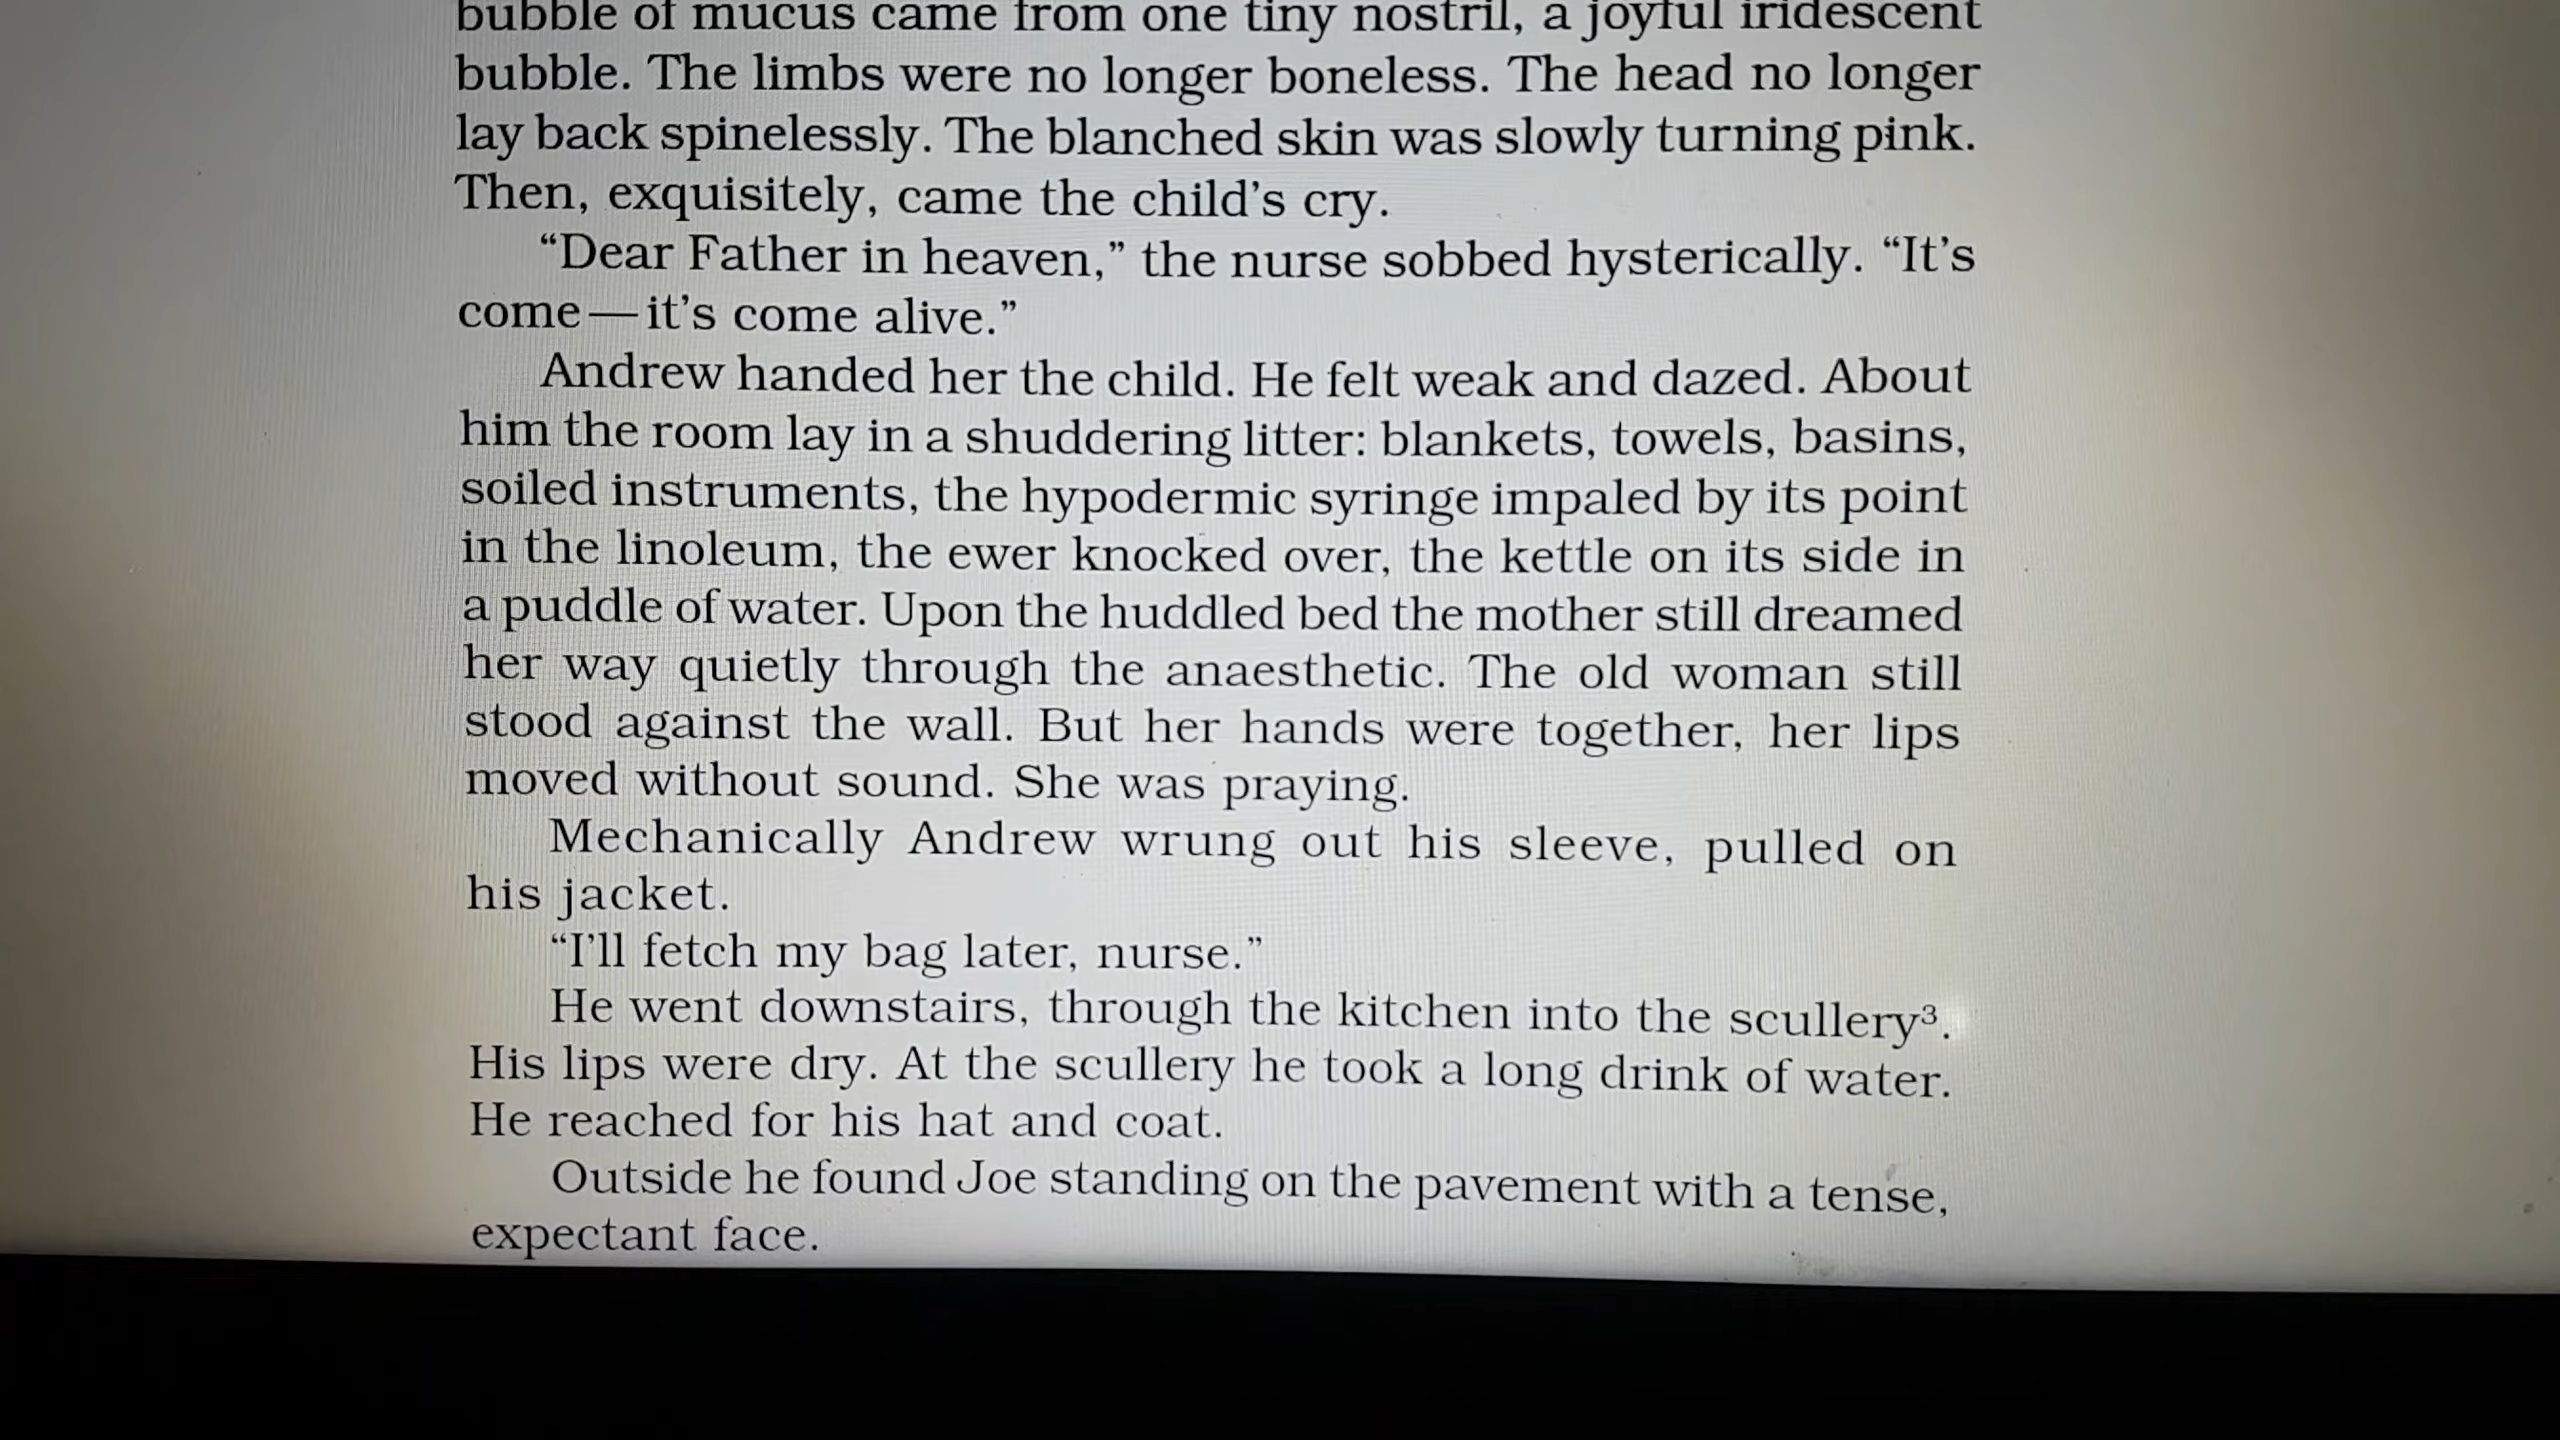 bubble of mucus came from one tiny nostril, a joyful iridescent
bubble. The limbs were no longer boneless. The head no longer
lay back spinelessly. The blanched skin was slowly turning pink.
Then, exquisitely, came the child’s cry.
“Dear Father in heaven,” the nurse sobbed hysterically. “It’s
come—it’s come alive.”
Andrew handed her the child. He felt weak and dazed. About
him the room lay in a shuddering litter: blankets, towels, basins,
soiled instruments, the hypodermic syringe impaled by its point
in the linoleum, the ewer knocked over, the kettle on its side in
a puddle of water. Upon the huddled bed the mother still dreamed
her way quietly through the anaesthetic. The old woman still
stood against the wall. But her hands were together, her lips
moved without sound. She was praying.
Mechanically Andrew wrung out his sleeve, pulled on
his jacket.
“I’ll fetch my bag later, nurse.”
He went downstairs, through the kitchen into the scullery³.
His lips were dry. At the scullery he took a long drink of water.
He reached for his hat and coat.
Outside he found Joe standing on the pavement with a tense,
expectant face.